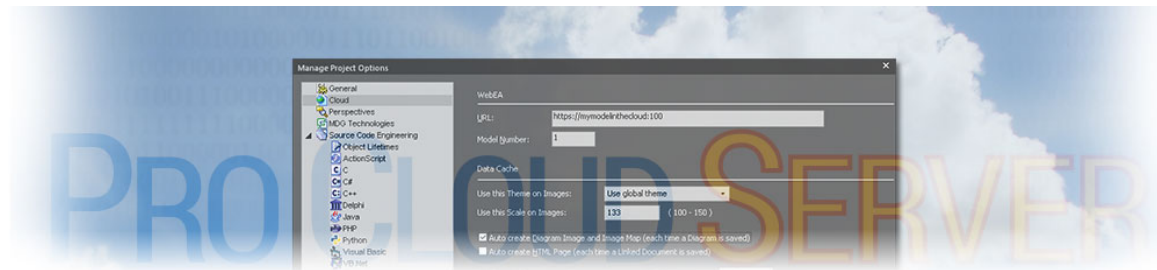 PRO CLOUD SERVER
Manage Project Options
General
Cloud
Perspectives
MDG Technologies
Source Code Engineering
Object Lifetimes
ActionScript
C
C#
C++
Delphi
Java
PHP
Python
Visual Basic
VB.Net
WebEA
URL: https://mymodelinthecloud:100
Model Number: 1
Data Cache
Use this Theme on Images: Use global theme
Use this Scale on Images: 133 ( 100 - 150 )
Auto create Diagram Image and Image Map (each time a Diagram is saved)
Auto create HTML Page (each time a Linked Document is saved)